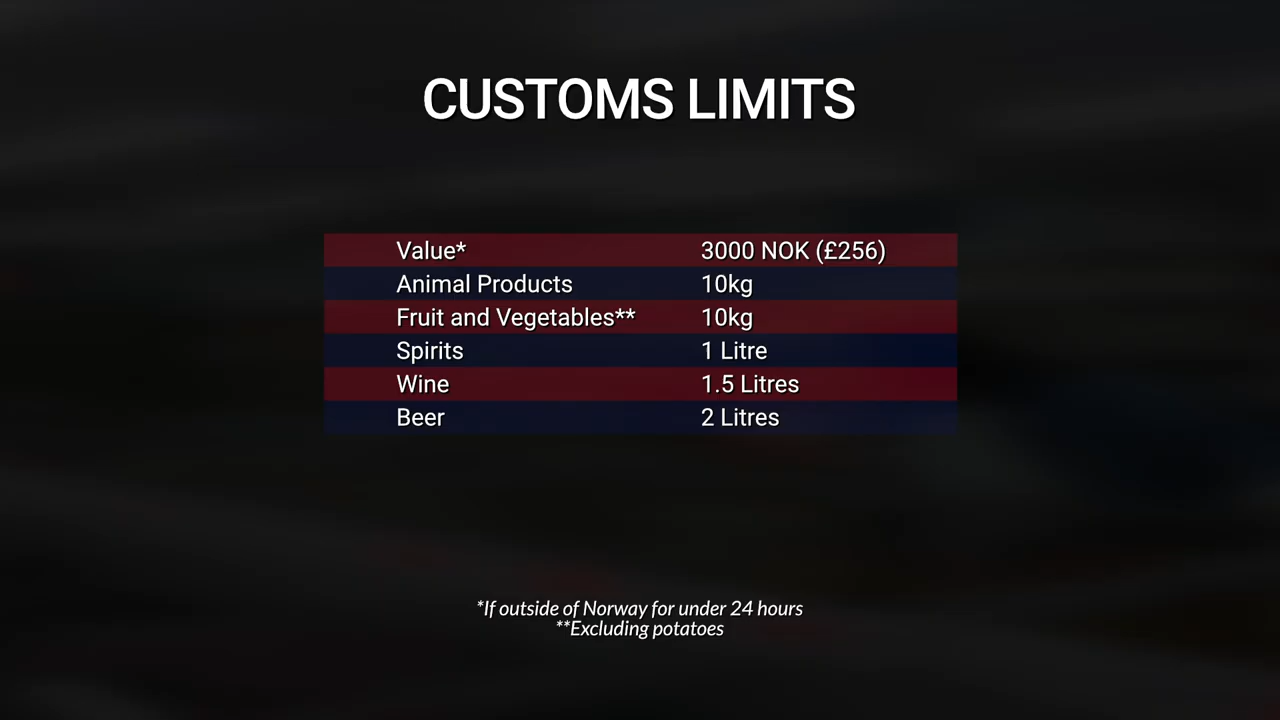 CUSTOMS LIMITS
Value* 3000 NOK (£256)
Animal Products 10kg
Fruit and Vegetables** 10kg
Spirits 1 Litre
Wine 1.5 Litres
Beer 2 Litres
*If outside of Norway for under 24 hours
**Excluding potatoes